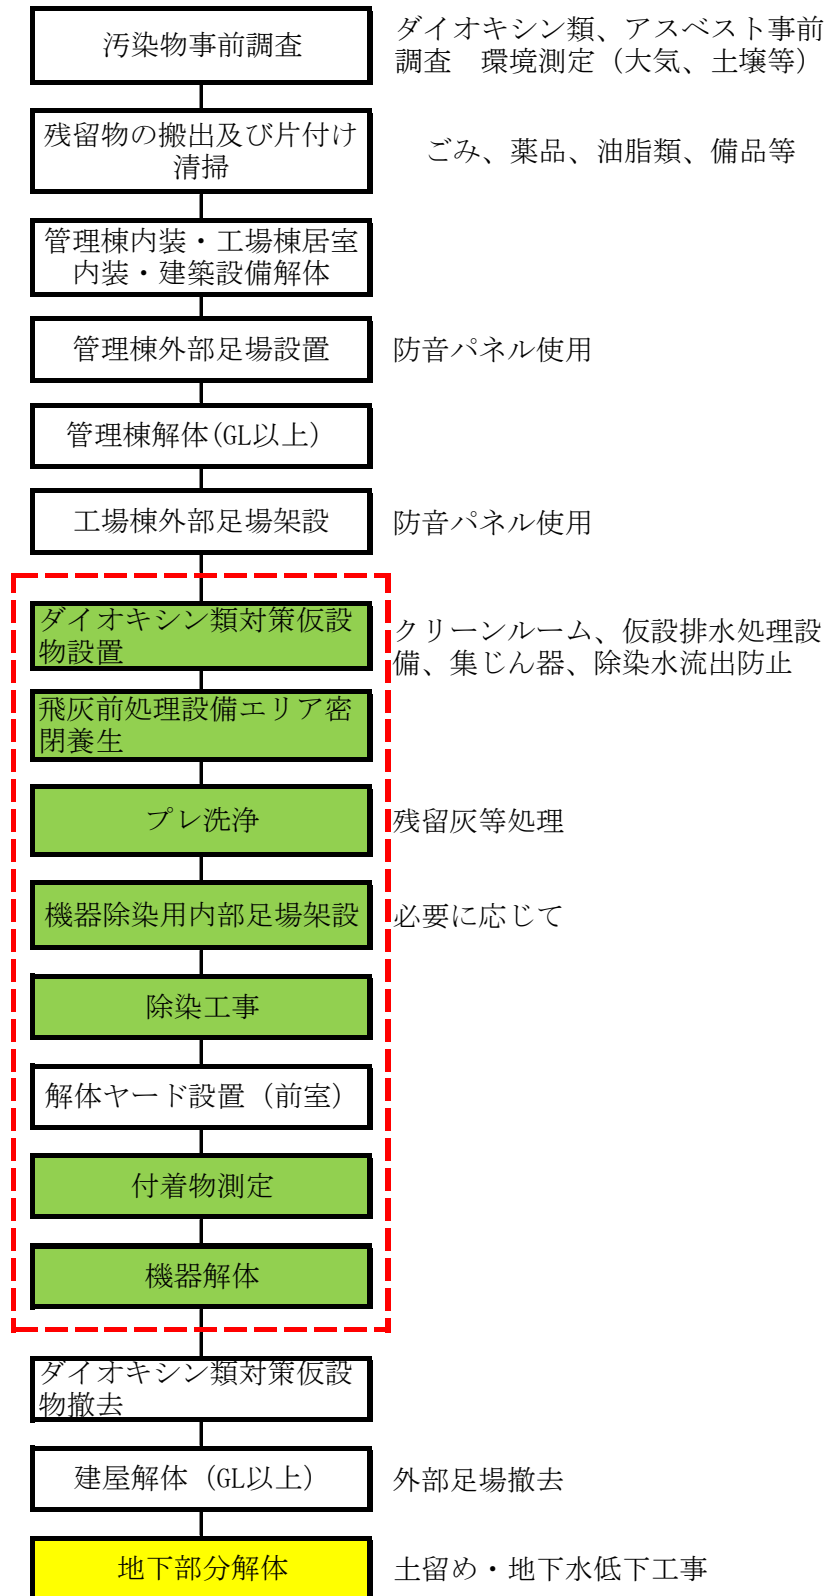 汚染物事前調査
ダイオキシン類、アスベスト事前
調査　環境測定（大気、土壌等）
残留物の搬出及び片付け
清掃
ごみ、薬品、油脂類、備品等
管理棟内装・工場棟居室
内装・建築設備解体
管理棟外部足場設置
防音パネル使用
管理棟解体(GL以上）
工場棟外部足場架設
防音パネル使用
ダイオキシン類対策仮設
物設置
クリーンルーム、仮設排水処理設
備、集じん器、除染水流出防止
飛灰前処理設備エリア密
閉養生
プレ洗浄
残留灰等処理
機器除染用内部足場架設
必要に応じて
除染工事
解体ヤード設置（前室）
付着物測定
機器解体
ダイオキシン類対策仮設
物撤去
建屋解体（GL以上）
外部足場撤去
地下部分解体
土留め・地下水低下工事